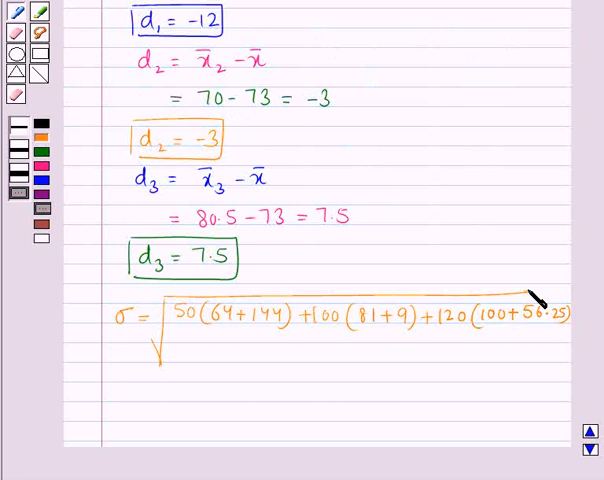 d₁ = -12
d₂ = x̄₂ - x̄
= 70 - 73 = -3
d₂ = -3
d₃ = x̄₃ - x̄
= 80.5 - 73 = 7.5
d₃ = 7.5
σ = √50(64+144) + 100(81+9) + 120(100+56.25)